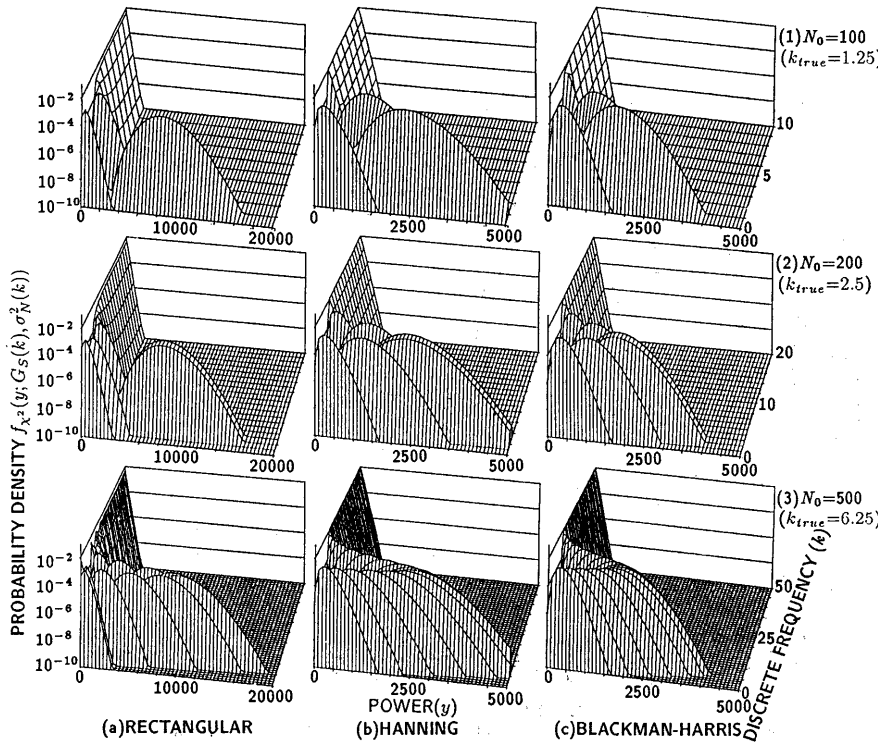 (1)N₀=100
(k_true=1.25)
10⁻²
10⁻⁴
10⁻⁶
10⁻⁸
10⁻¹⁰
0 10000 20000
0 2500 5000
0 2500 5000
10
5
0
(2)N₀=200
(k_true=2.5)
10⁻²
10⁻⁴
10⁻⁶
10⁻⁸
10⁻¹⁰
0 10000 20000
0 2500 5000
0 2500 5000
20
10
0
(3)N₀=500
(k_true=6.25)
10⁻²
10⁻⁴
10⁻⁶
10⁻⁸
10⁻¹⁰
0 10000 20000
0 2500 5000
0 2500 5000
50
25
0
PROBABILITY DENSITY f_χ²(y; G_S(k), σ²_N(k))
DISCRETE FREQUENCY (k)
POWER(y)
(a)RECTANGULAR (b)HANNING (c)BLACKMAN-HARRIS